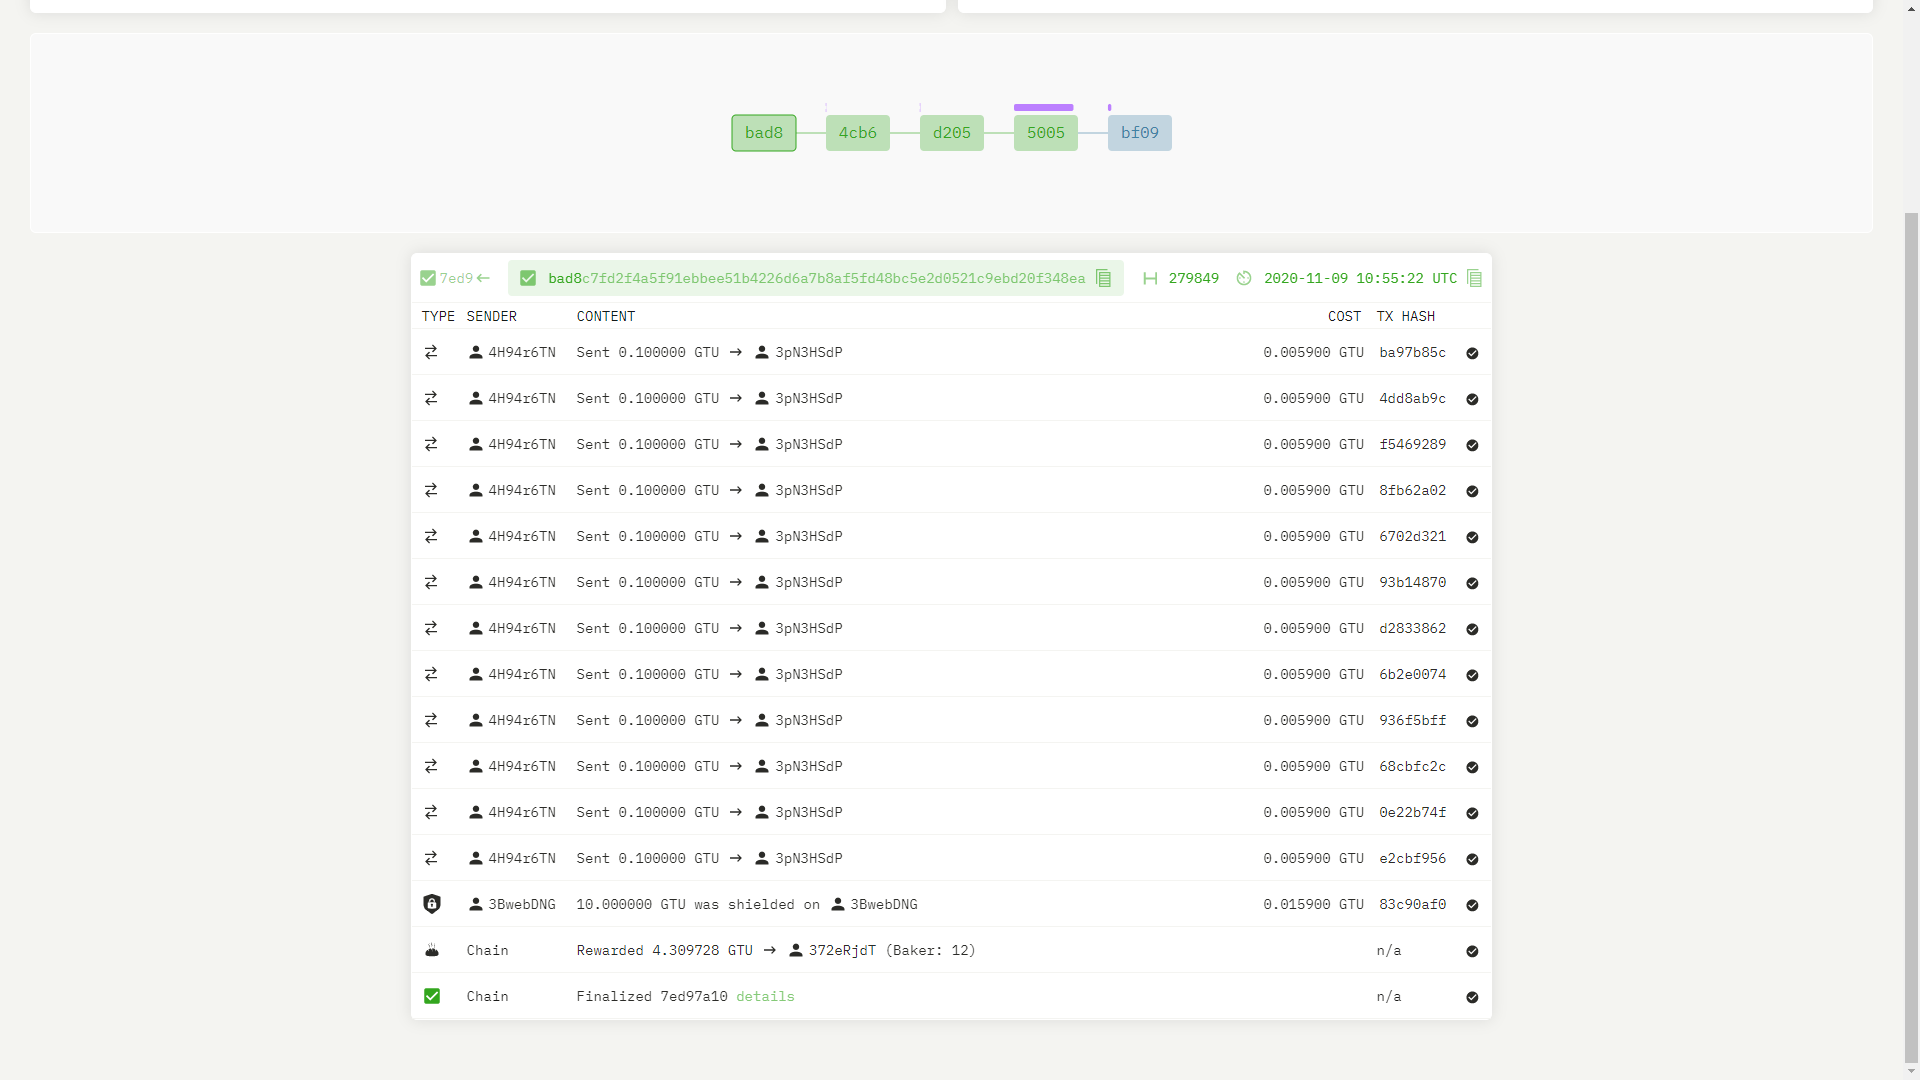 bad8 4cb6 d205 5005 bf09
7ed9 ← bad8c7fd2f4a5f91ebbee51b4226d6a7b8af5fd48bc5e2d0521c9ebd20f348ea 279849 2020-11-09 10:55:22 UTC
TYPE SENDER CONTENT COST TX HASH
4H94r6TN Sent 0.100000 GTU → 3pN3HSdP 0.005900 GTU ba97b85c
4H94r6TN Sent 0.100000 GTU → 3pN3HSdP 0.005900 GTU 4dd8ab9c
4H94r6TN Sent 0.100000 GTU → 3pN3HSdP 0.005900 GTU f5469289
4H94r6TN Sent 0.100000 GTU → 3pN3HSdP 0.005900 GTU 8fb62a02
4H94r6TN Sent 0.100000 GTU → 3pN3HSdP 0.005900 GTU 6702d321
4H94r6TN Sent 0.100000 GTU → 3pN3HSdP 0.005900 GTU 93b14870
4H94r6TN Sent 0.100000 GTU → 3pN3HSdP 0.005900 GTU d2833862
4H94r6TN Sent 0.100000 GTU → 3pN3HSdP 0.005900 GTU 6b2e0074
4H94r6TN Sent 0.100000 GTU → 3pN3HSdP 0.005900 GTU 936f5bff
4H94r6TN Sent 0.100000 GTU → 3pN3HSdP 0.005900 GTU 68cbfc2c
4H94r6TN Sent 0.100000 GTU → 3pN3HSdP 0.005900 GTU 0e22b74f
4H94r6TN Sent 0.100000 GTU → 3pN3HSdP 0.005900 GTU e2cbf956
3BwebDNG 10.000000 GTU was shielded on 3BwebDNG 0.015900 GTU 83c90af0
Chain Rewarded 4.309728 GTU → 372eRjdT (Baker: 12) n/a
Chain Finalized 7ed97a10 details n/a